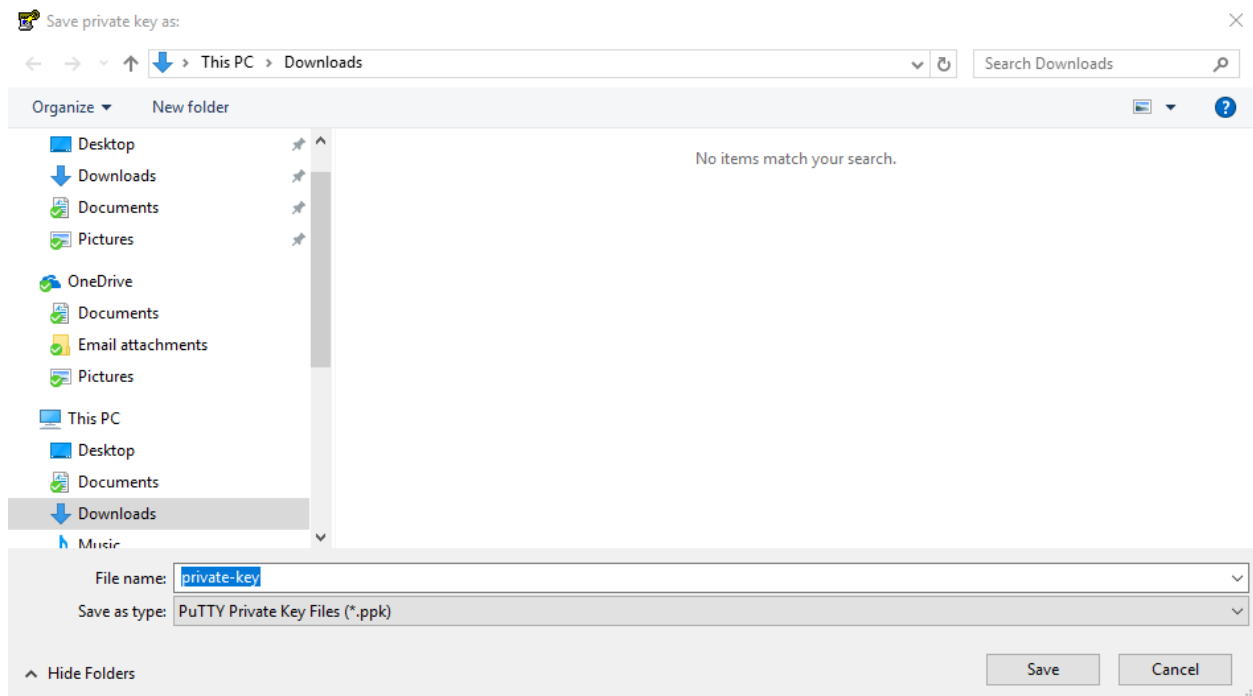 Save private key as:
This PC > Downloads
Search Downloads
Organize
New folder
Desktop
Downloads
Documents
Pictures
OneDrive
Documents
Email attachments
Pictures
This PC
Desktop
Documents
Downloads
Music
No items match your search.
File name: private-key
Save as type: PuTTY Private Key Files (*.ppk)
Hide Folders
Save
Cancel